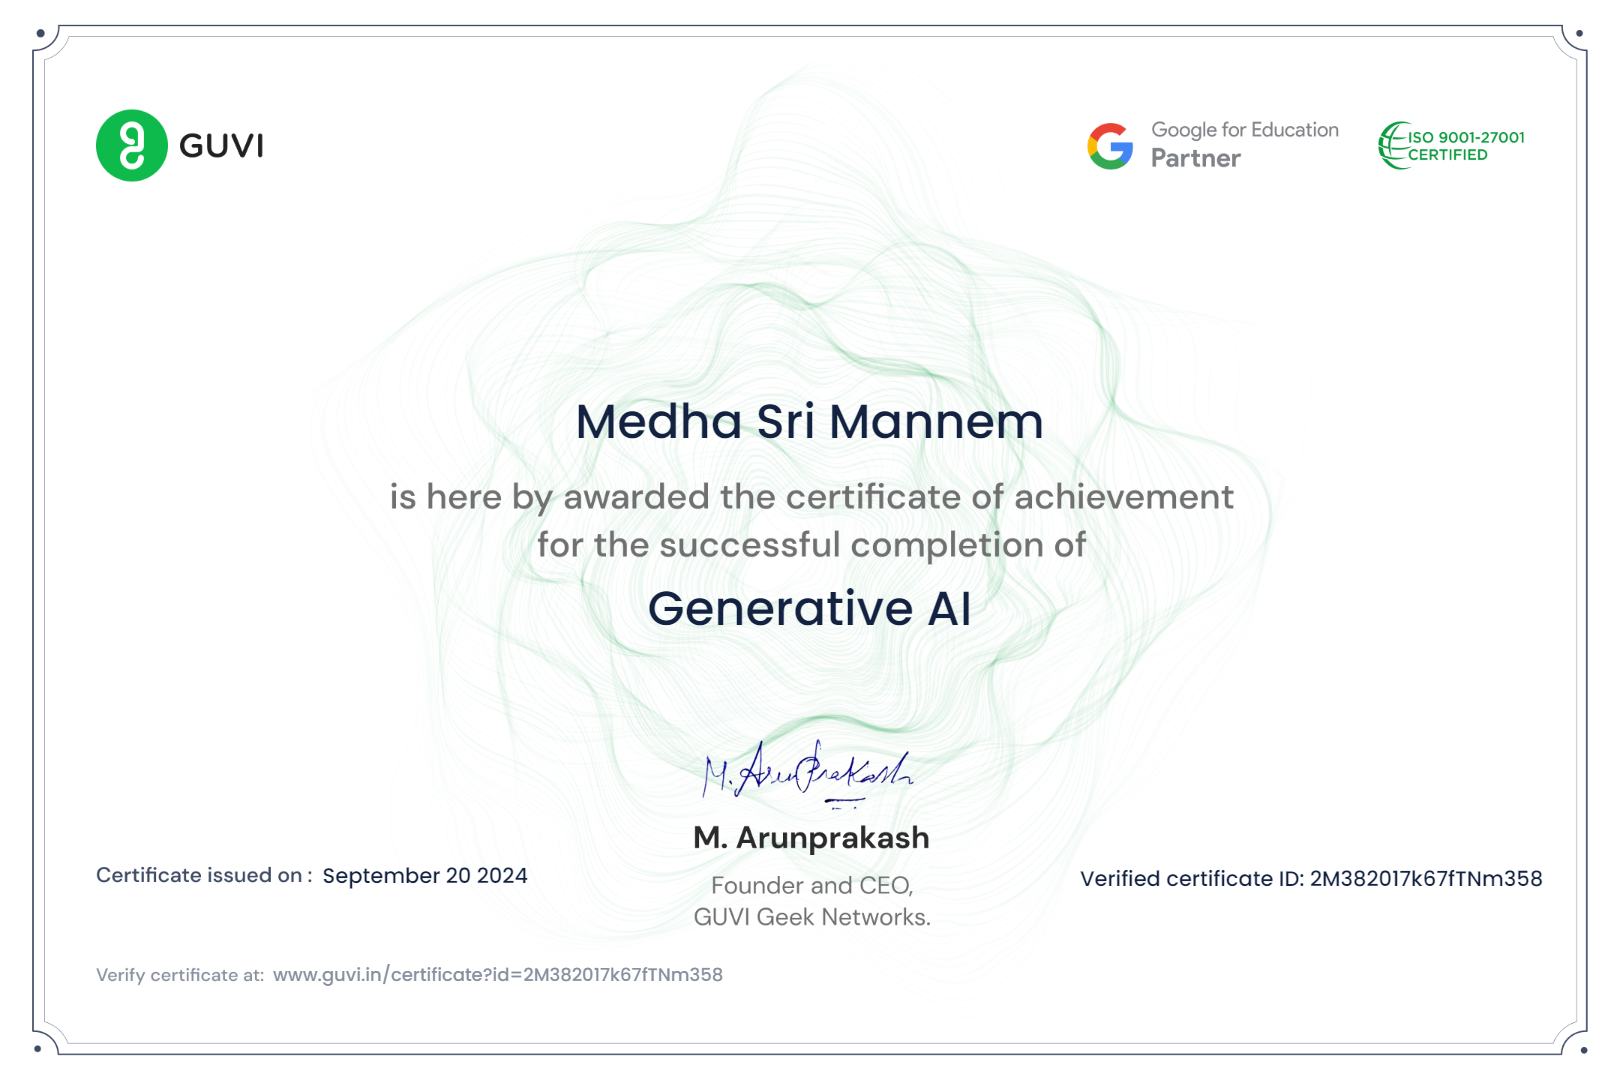 GUVI
Google for Education
Partner
ISO 9001-27001
CERTIFIED
Medha Sri Mannem
is here by awarded the certificate of achievement
for the successful completion of
Generative AI
M. ArunPrakash
M. Arunprakash
Founder and CEO,
GUVI Geek Networks.
Certificate issued on : September 20 2024
Verified certificate ID: 2M382017k67fTNm358
Verify certificate at: www.guvi.in/certificate?id=2M382017k67fTNm358